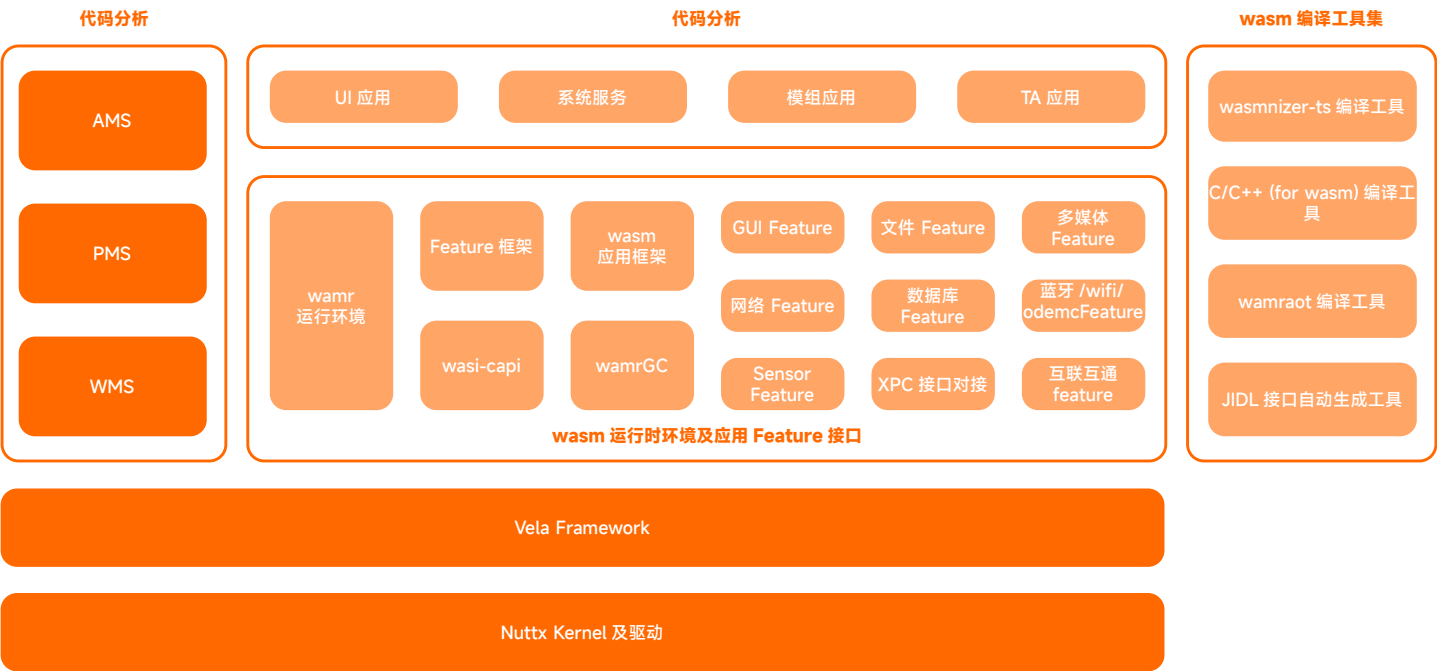 代码分析
代码分析
wasm 编译工具集
AMS
PMS
WMS
UI 应用
系统服务
模组应用
TA 应用
wamr
运行环境
Feature 框架
wasm
应用框架
wasi-capi
wamrGC
GUI Feature
文件 Feature
多媒体
Feature
网络 Feature
数据库
Feature
蓝牙 /wifi/
odemcFeature
Sensor
Feature
XPC 接口对接
互联互通
feature
wasm 运行时环境及应用 Feature 接口
wasmnizer-ts 编译工具
C/C++ (for wasm) 编译工
具
wamraot 编译工具
JIDL 接口自动生成工具
Vela Framework
Nuttx Kernel 及驱动